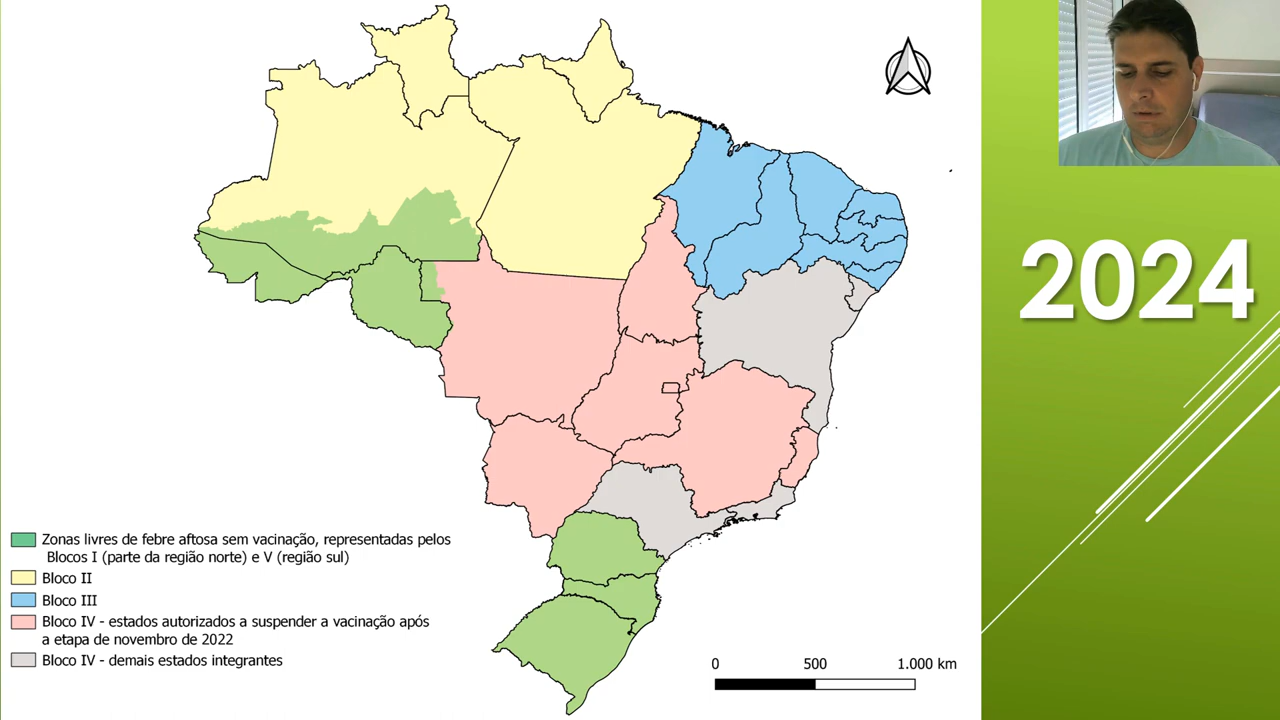 2024
Zonas livres de febre aftosa sem vacinação, representadas pelos
Blocos I (parte da região norte) e V (região sul)
Bloco II
Bloco III
Bloco IV - estados autorizados a suspender a vacinação após
a etapa de novembro de 2022
Bloco IV - demais estados integrantes
0 500 1.000 km